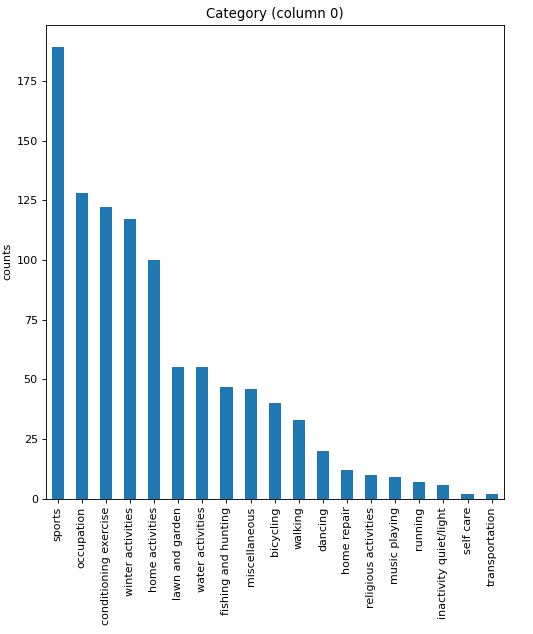 Category (column 0)
counts
175
150
125
100
75
50
25
0
sports
occupation
conditioning exercise
winter activities
home activities
lawn and garden
water activities
fishing and hunting
miscellaneous
bicycling
walking
dancing
home repair
religious activities
music playing
running
inactivity quiet/light
self care
transportation